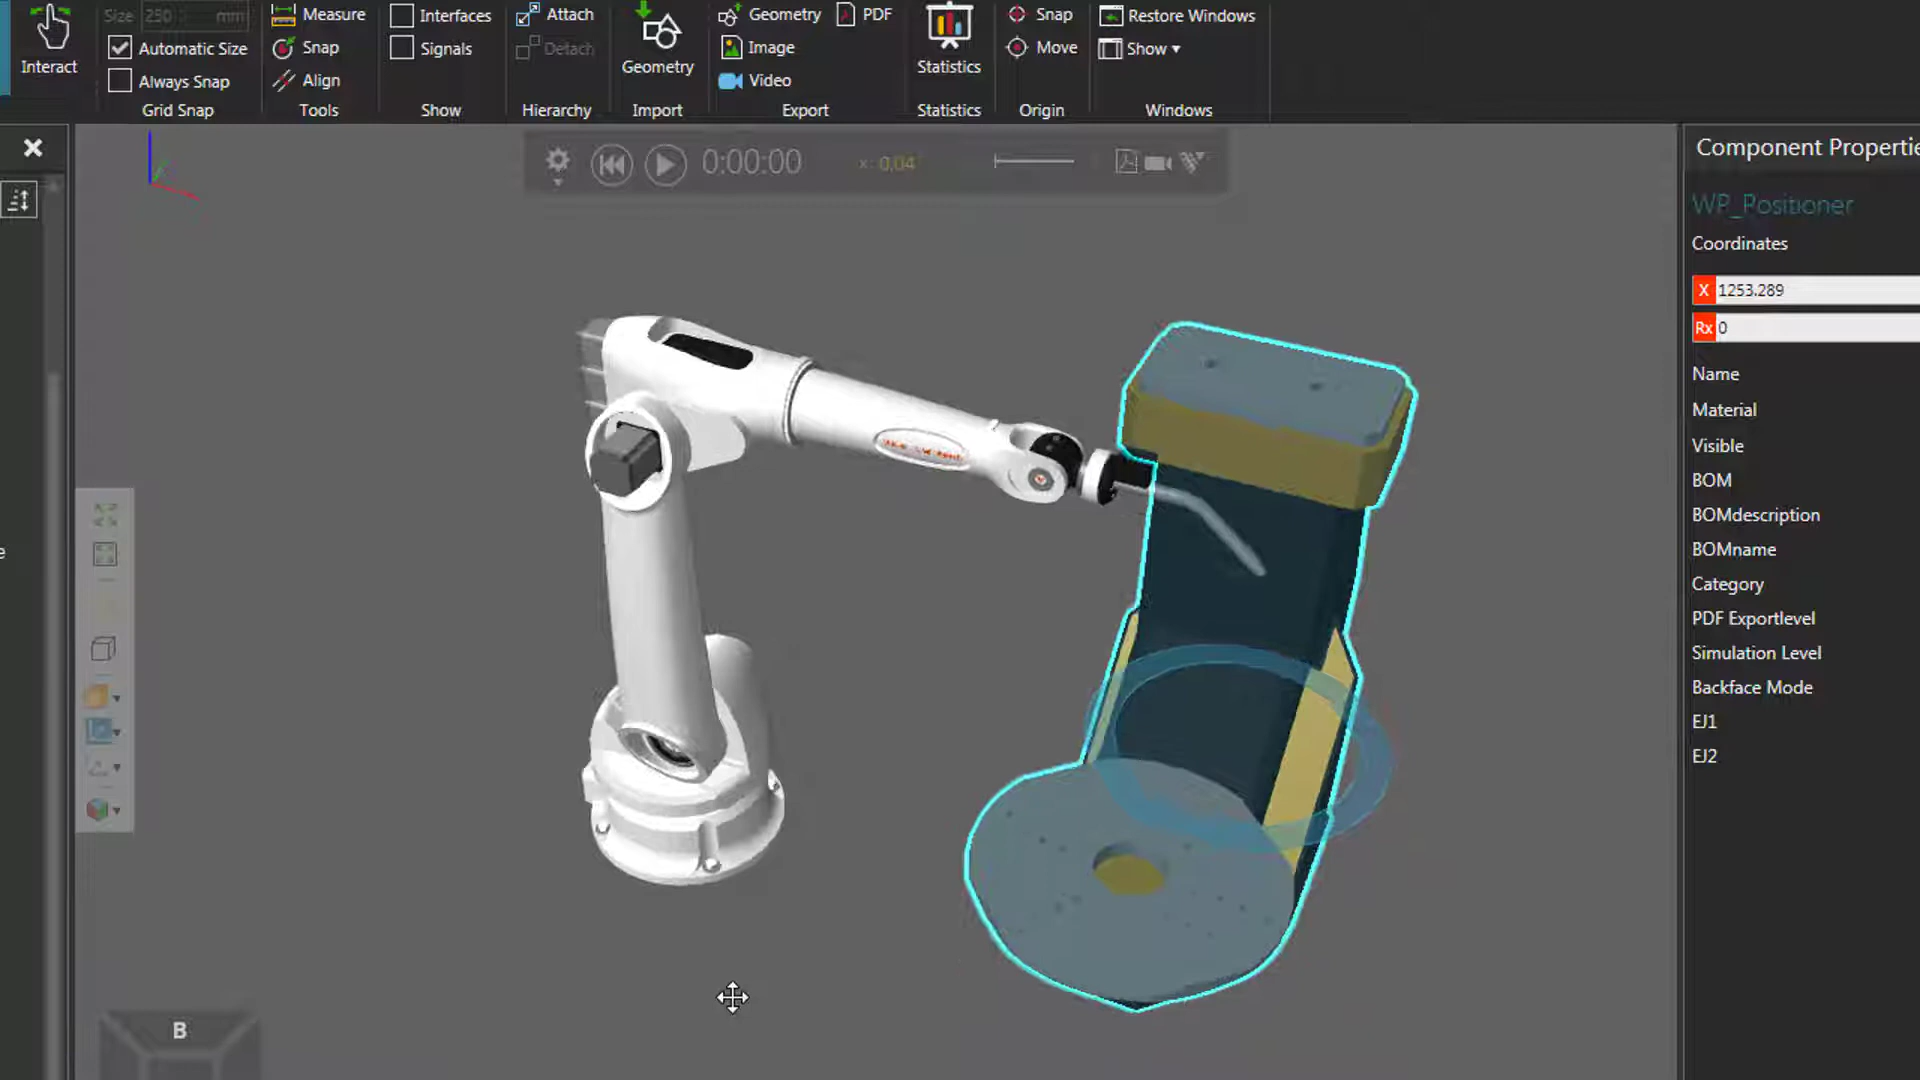 Interact
Size 250 mm
Automatic Size
Always Snap
Grid Snap
Measure
Snap
Align
Tools
Interfaces
Signals
Show
Attach
Detach
Hierarchy
Geometry
Import
Geometry
PDF
Image
Video
Export
Statistics
Statistics
Snap
Move
Origin
Restore Windows
Show
Windows
0:00:00
x 0.04
e
B
Component Propertie
WP_Positioner
Coordinates
X 1253.289
Rx 0
Name
Material
Visible
BOM
BOMdescription
BOMname
Category
PDF Exportlevel
Simulation Level
Backface Mode
EJ1
EJ2